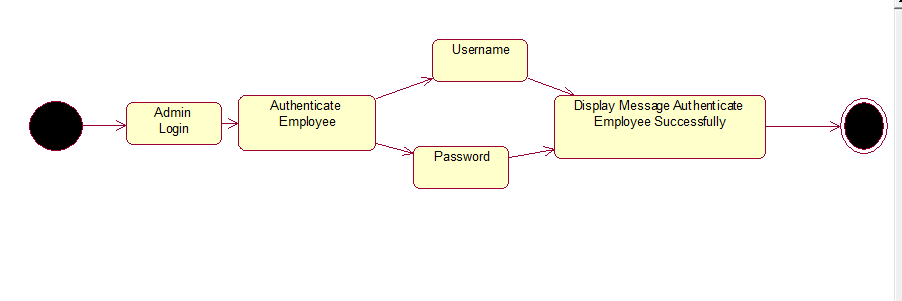 Username
Admin
Login
Authenticate
Employee
Display Message Authenticate
Employee Successfully
Password